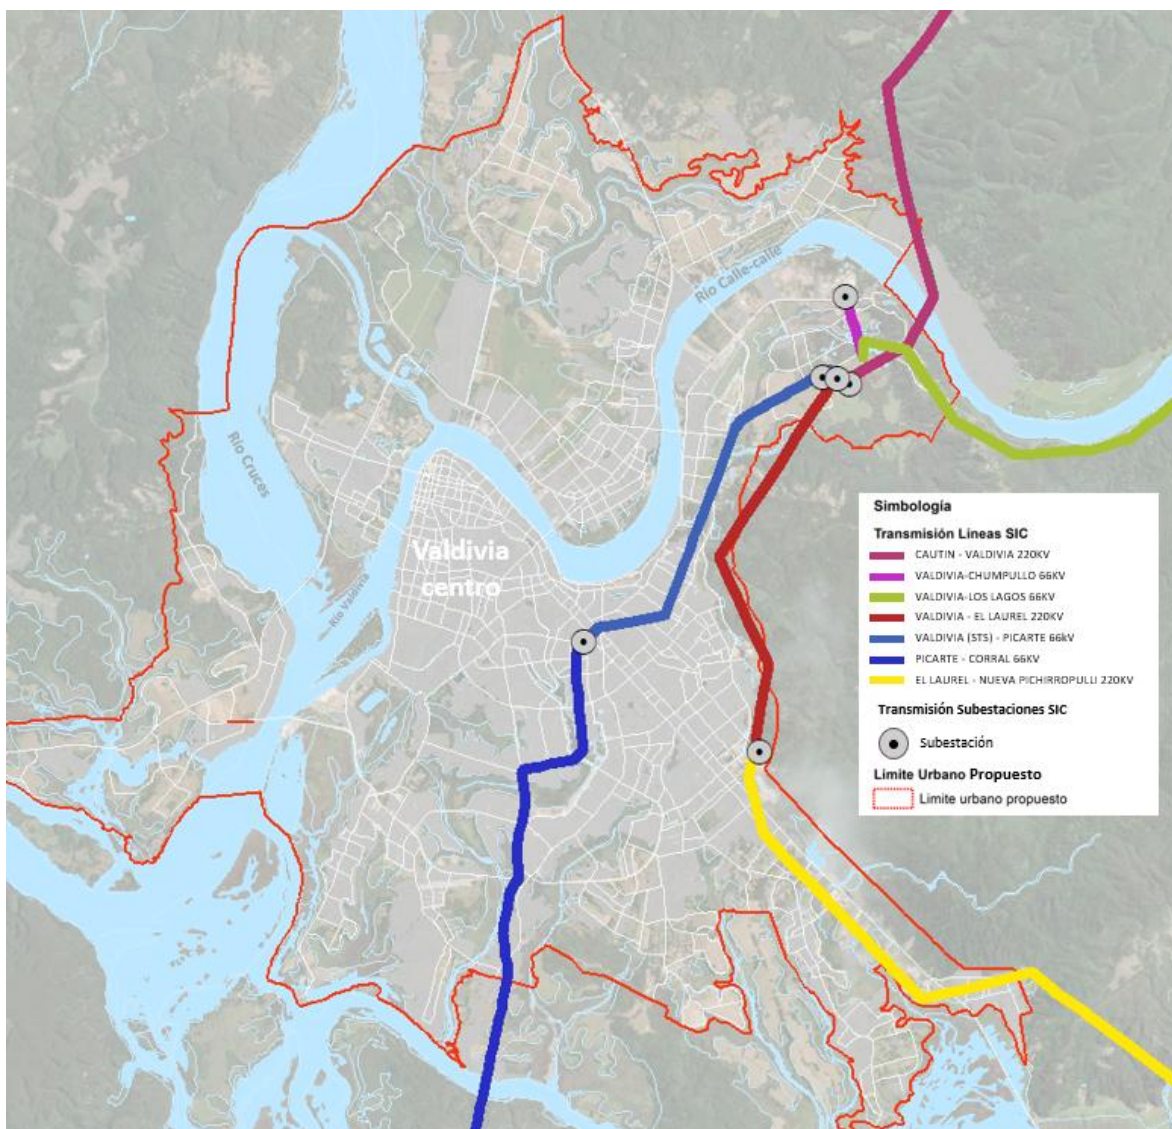 Río Calle-calle
Río Cruces
Valdivia
centro
Río Valdivia
Simbología
Transmisión Lineas SIC
CAUTIN - VALDIVIA 220KV
VALDIVIA-CHUMPULLO 66KV
VALDIVIA-LOS LAGOS 66KV
VALDIVIA - EL LAUREL 220KV
VALDIVIA (STS) - PICARTE 66kV
PICARTE - CORRAL 66KV
EL LAUREL - NUEVA PICHIRROPULLI 220KV
Transmisión Subestaciones SIC
Subestación
Limite Urbano Propuesto
Limite urbano propuesto